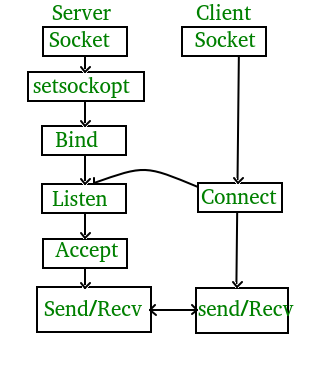 Server Client
Socket Socket
setsockopt
Bind
Listen Connect
Accept
Send/Recv send/Recv